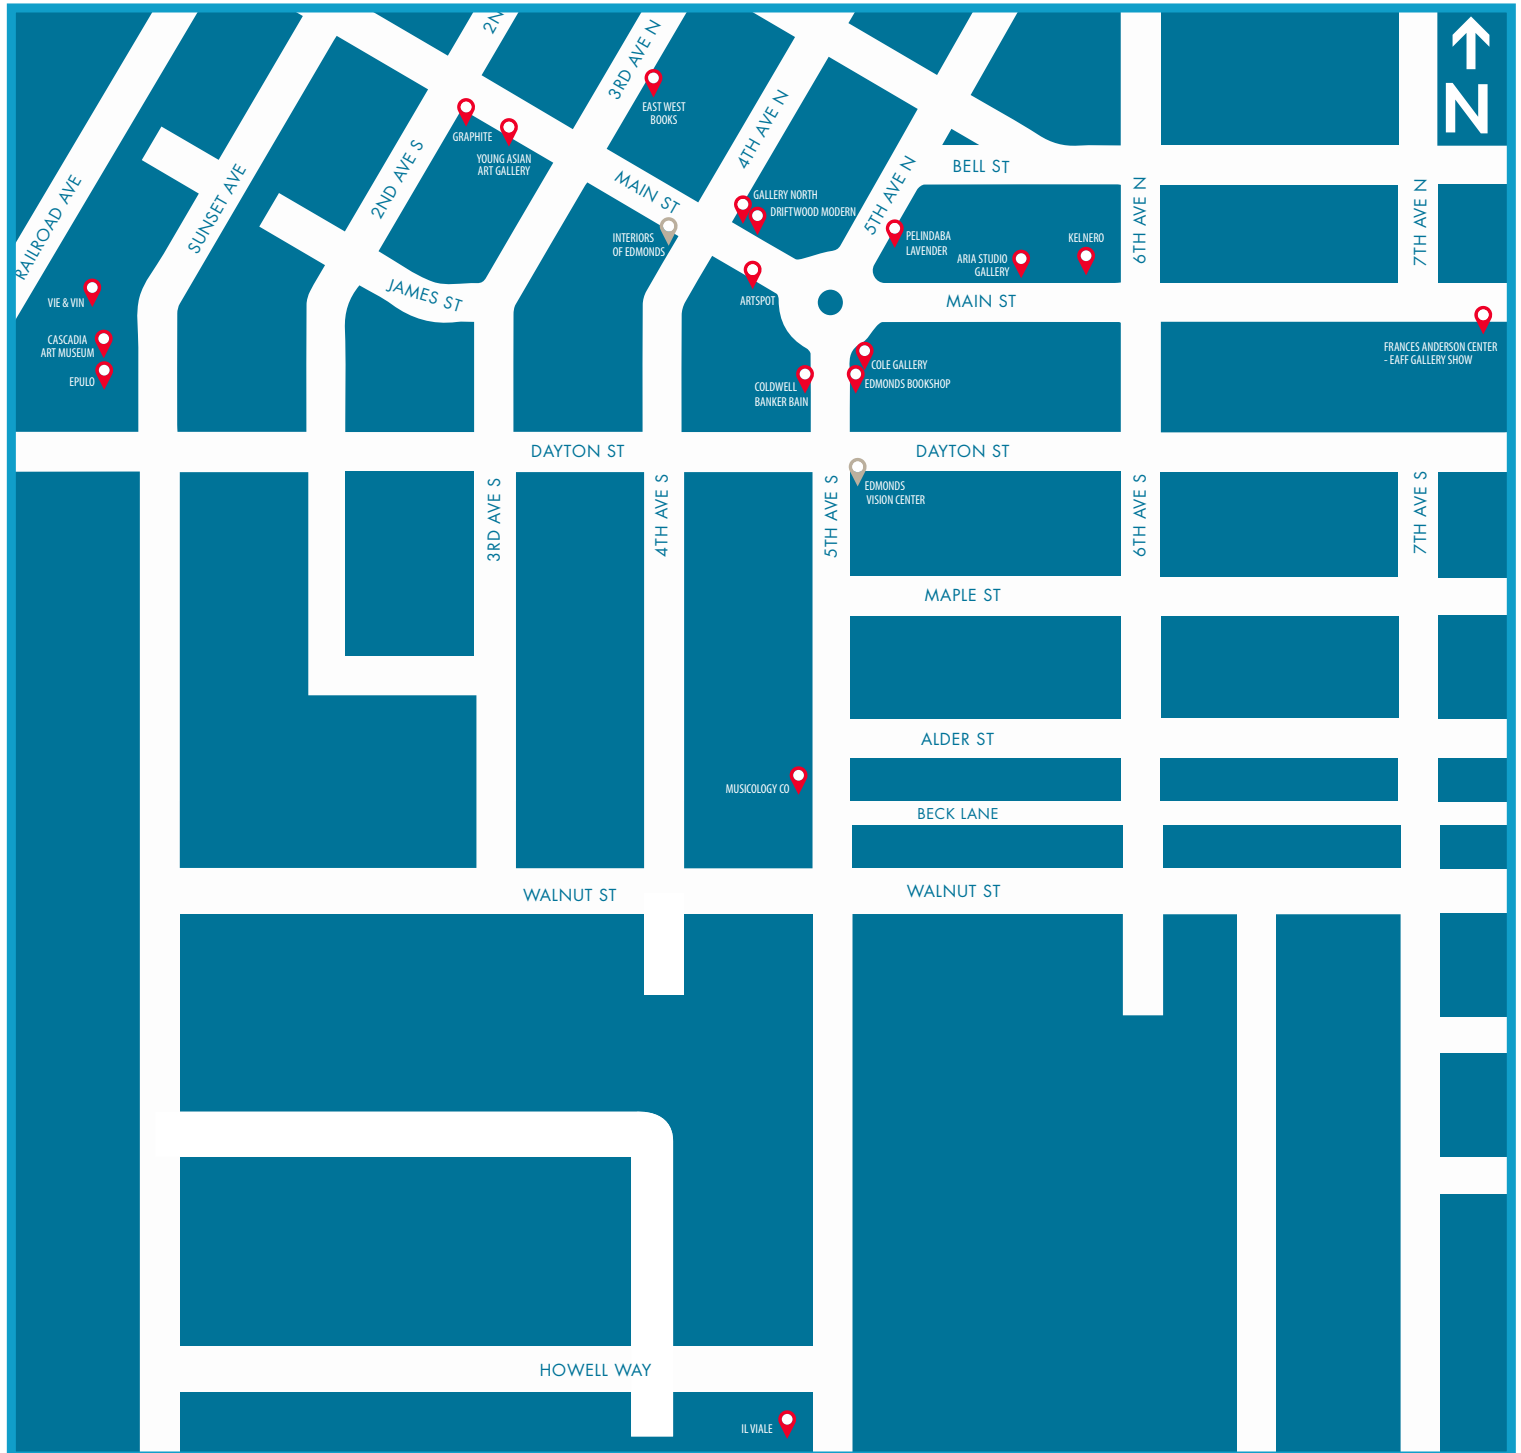 2N
3RD AVE N
N
EAST WEST
BOOKS
GRAPHITE
YOUNG ASIAN
ART GALLERY
4TH AVE N
2ND AVE S
MAIN ST
BELL ST
5TH AVE N
6TH AVE N
7TH AVE N
RAILROAD AVE
SUNSET AVE
GALLERY NORTH
DRIFTWOOD MODERN
INTERIORS
OF EDMONDS
PELINDABA
LAVENDER
ARIA STUDIO
GALLERY
KELNERO
JAMES ST
VIE & VIN
ARTSPOT
MAIN ST
CASCADIA
ART MUSEUM
EPULO
FRANCES ANDERSON CENTER
- EAFF GALLERY SHOW
COLE GALLERY
EDMONDS BOOKSHOP
COLDWELL
BANKER BAIN
DAYTON ST
DAYTON ST
EDMONDS
VISION CENTER
3RD AVE S
4TH AVE S
5TH AVE S
6TH AVE S
7TH AVE S
MAPLE ST
ALDER ST
MUSICOLOGY CO
BECK LANE
WALNUT ST
WALNUT ST
HOWELL WAY
IL VIALE